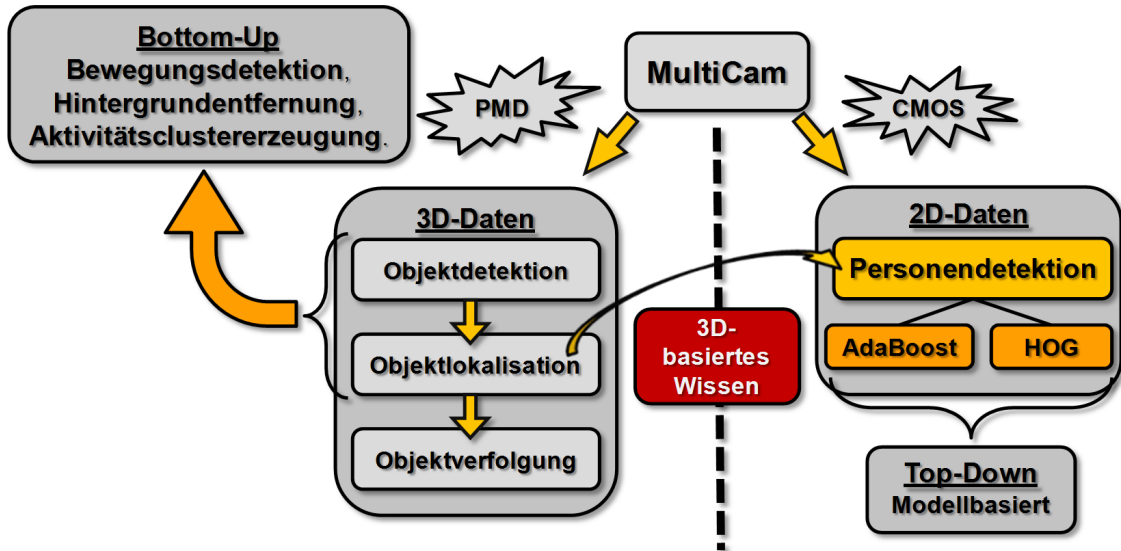 Bottom-Up
Bewegungsdetektion,
Hintergrundentfernung,
Aktivitätsclustererzeugung.
PMD
MultiCam
CMOS
3D-Daten
Objektdetektion
Objektlokalisation
Objektverfolgung
3D-
basiertes
Wissen
2D-Daten
Personendetektion
AdaBoost
HOG
Top-Down
Modellbasiert